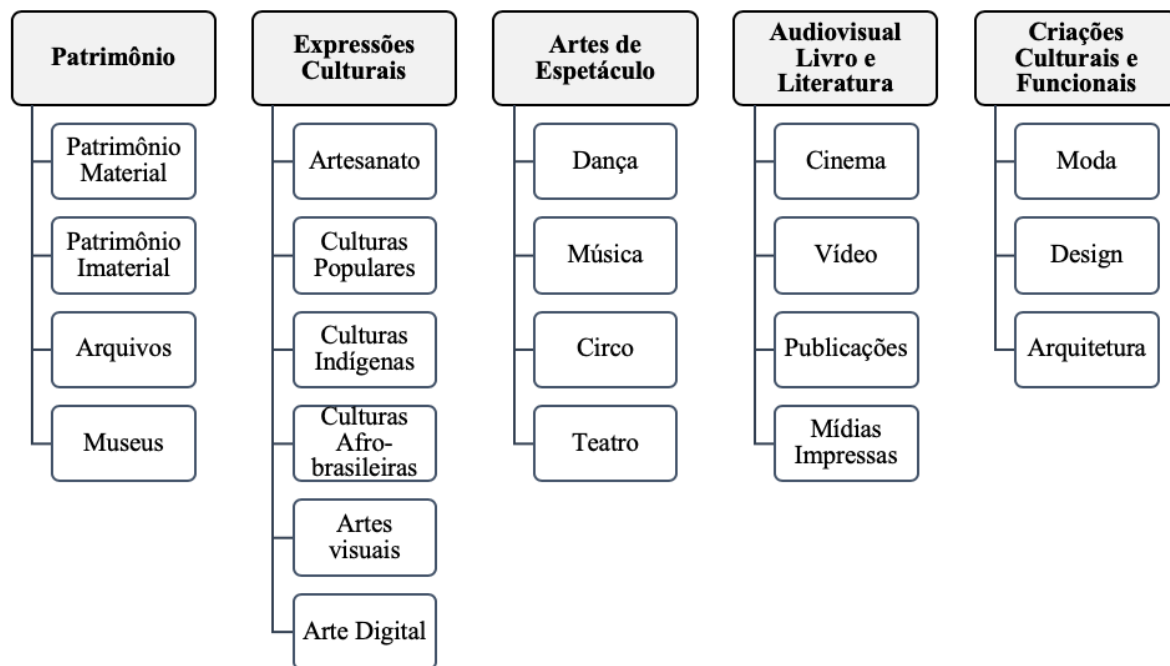 Patrimônio
Patrimônio
Material
Patrimônio
Imaterial
Arquivos
Museus
Expressões
Culturais
Artesanato
Culturas
Populares
Culturas
Indígenas
Culturas
Afro-
brasileiras
Artes
visuais
Arte Digital
Artes de
Espetáculo
Dança
Música
Circo
Teatro
Audiovisual
Livro e
Literatura
Cinema
Vídeo
Publicações
Mídias
Impressas
Criações
Culturais e
Funcionais
Moda
Design
Arquitetura